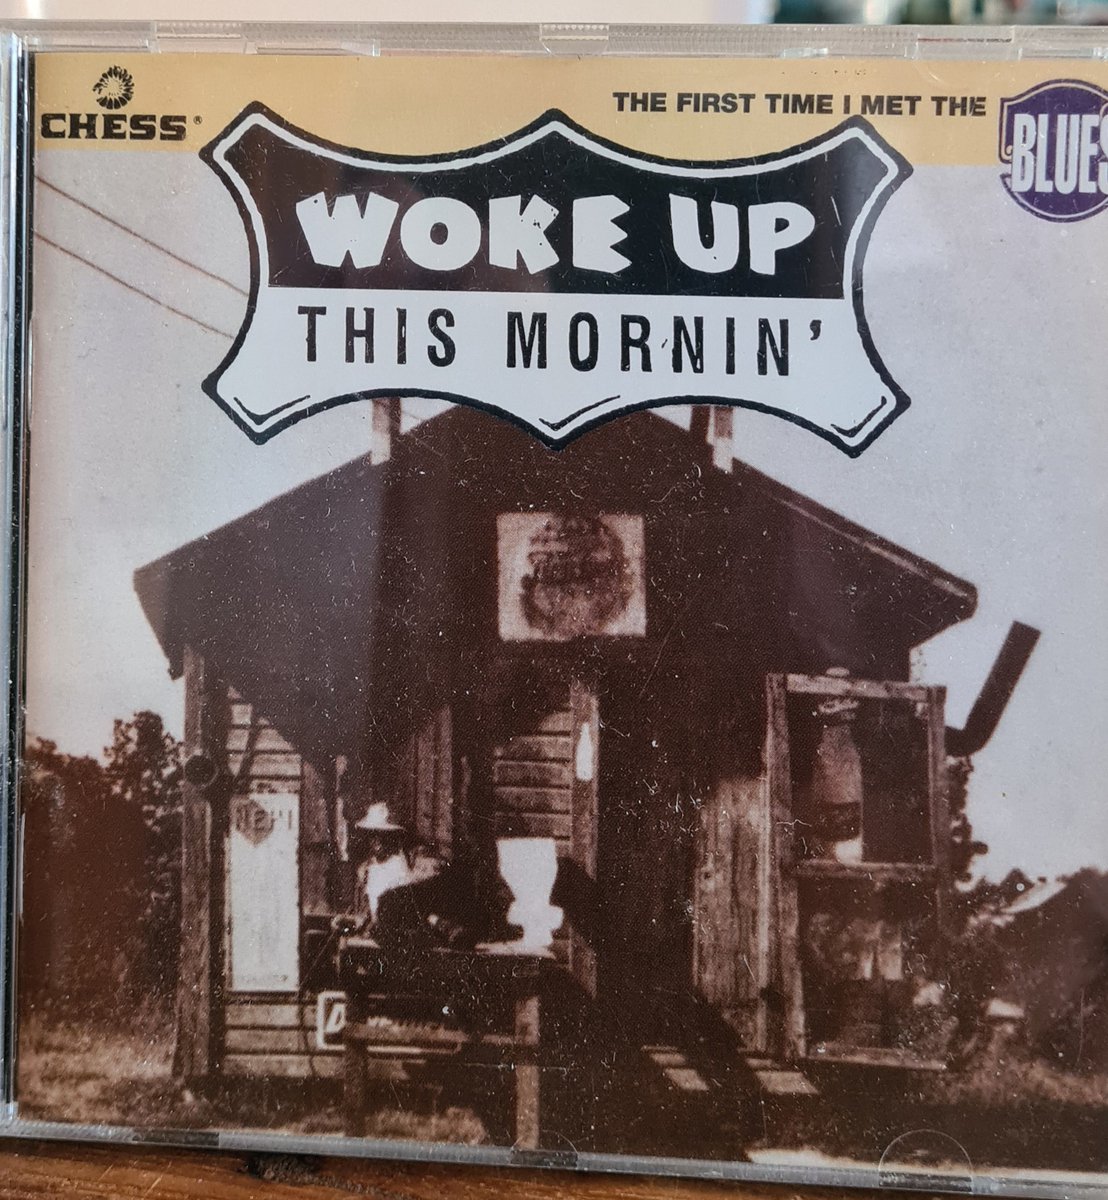 CHESS®
THE FIRST TIME I MET THE
BLUES
WOKE UP
THIS MORNIN'